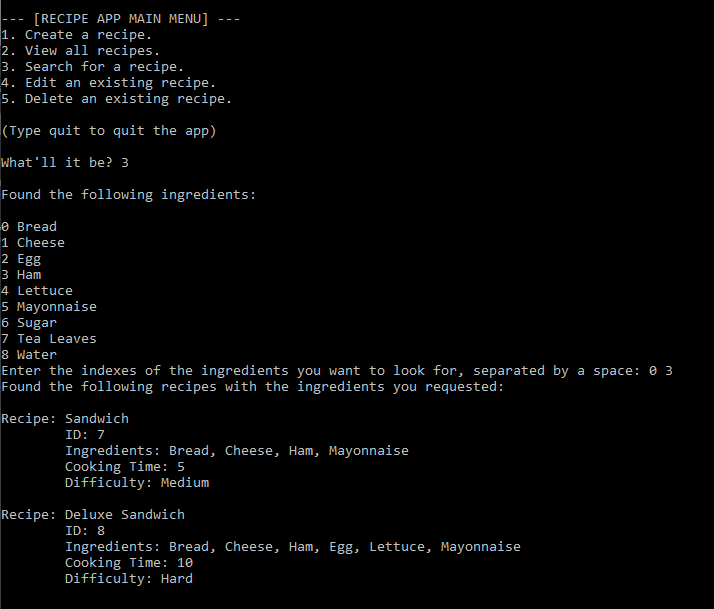 --- [RECIPE APP MAIN MENU] ---
1. Create a recipe.
2. View all recipes.
3. Search for a recipe.
4. Edit an existing recipe.
5. Delete an existing recipe.
(Type quit to quit the app)
What'll it be? 3
Found the following ingredients:
0 Bread
1 Cheese
2 Egg
3 Ham
4 Lettuce
5 Mayonnaise
6 Sugar
7 Tea Leaves
8 Water
Enter the indexes of the ingredients you want to look for, separated by a space: 0 3
Found the following recipes with the ingredients you requested:
Recipe: Sandwich
ID: 7
Ingredients: Bread, Cheese, Ham, Mayonnaise
Cooking Time: 5
Difficulty: Medium
Recipe: Deluxe Sandwich
ID: 8
Ingredients: Bread, Cheese, Ham, Egg, Lettuce, Mayonnaise
Cooking Time: 10
Difficulty: Hard